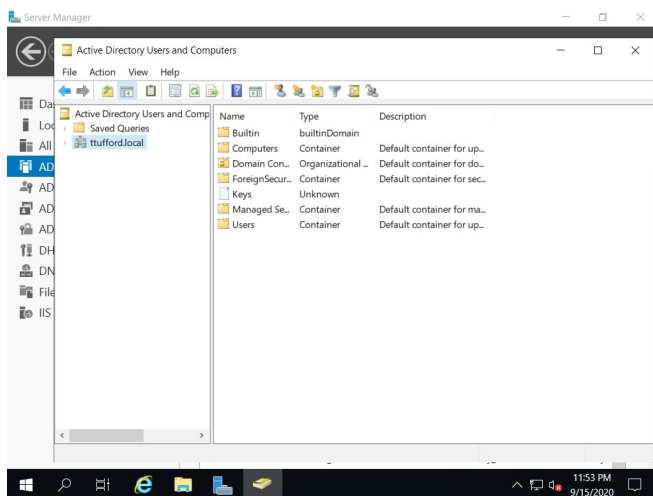 Server Manager
Active Directory Users and Computers
File Action View Help
Da
Loc
All
AD
AD
AD
AD
DH
DN
File
IIS
Active Directory Users and Comp
Saved Queries
ttufford.local
Name Type Description
Builtin builtinDomain
Computers Container Default container for up...
Domain Con... Organizational ... Default container for do...
ForeignSecur... Container Default container for sec...
Keys Unknown
Managed Se... Container Default container for ma...
Users Container Default container for up...
11:53 PM
9/15/2020